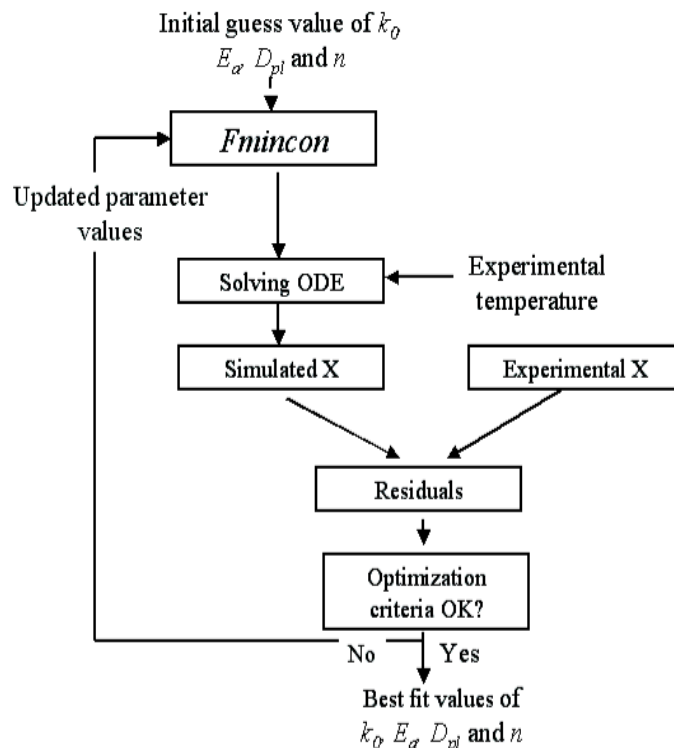 Initial guess value of k₀,
Eₐ, Dₚₗ and n
Fmincon
Updated parameter
values
Solving ODE
Experimental
temperature
Simulated X
Experimental X
Residuals
Optimization
criteria OK?
No
Yes
Best fit values of
k₀, Eₐ, Dₚₗ and n